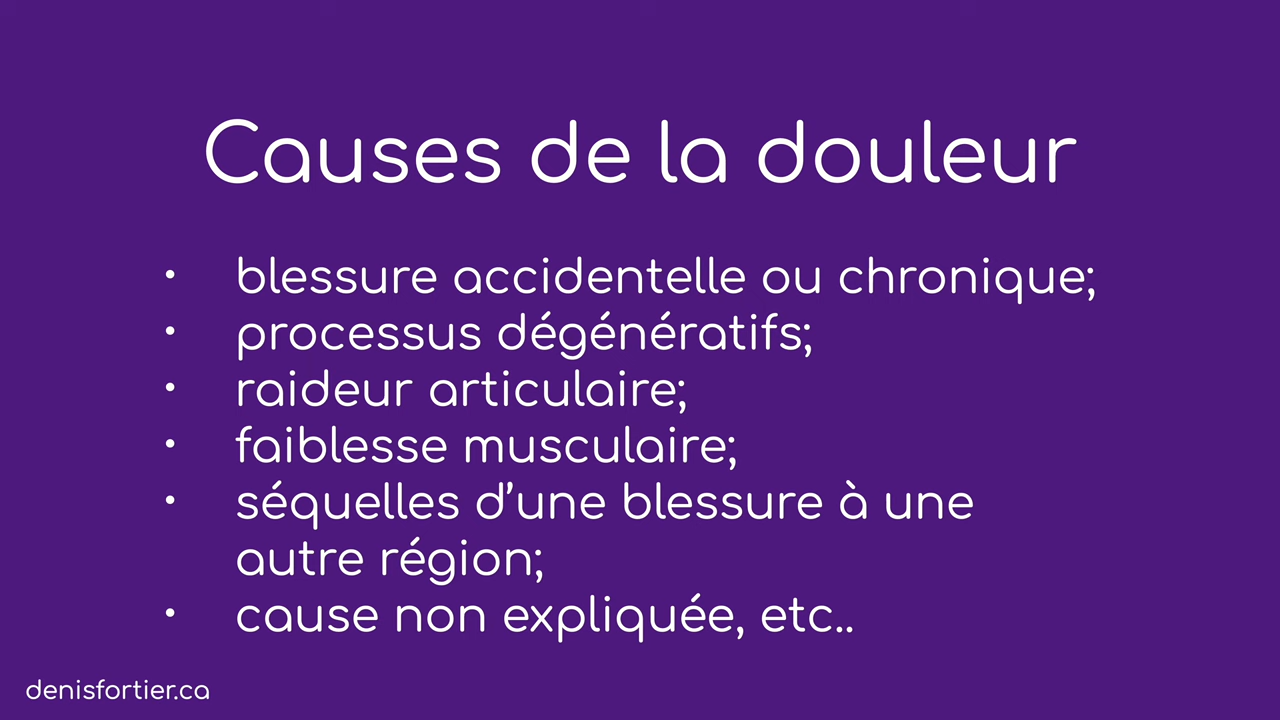 Causes de la douleur
• blessure accidentelle ou chronique;
• processus dégénératifs;
• raideur articulaire;
• faiblesse musculaire;
• séquelles d’une blessure à une
autre région;
• cause non expliquée, etc..
denisfortier.ca